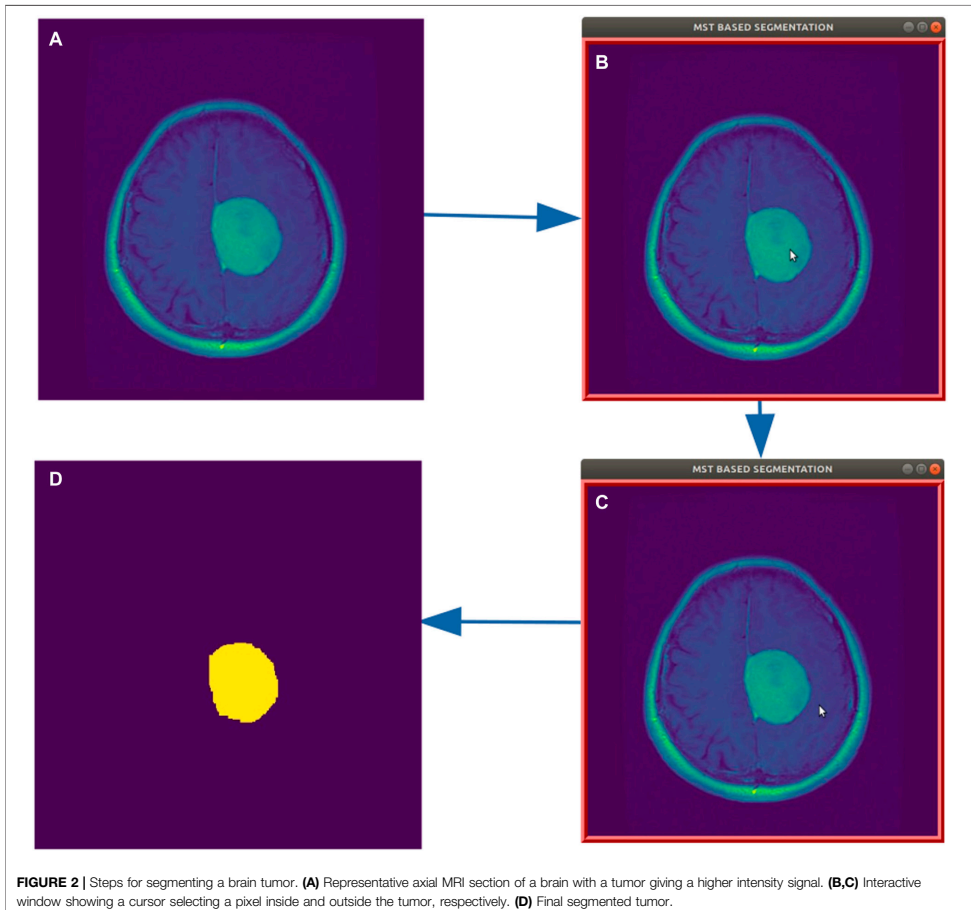 A
MST BASED SEGMENTATION
B
D
MST BASED SEGMENTATION
C
FIGURE 2 | Steps for segmenting a brain tumor. (A) Representative axial MRI section of a brain with a tumor giving a higher intensity signal. (B,C) Interactive
window showing a cursor selecting a pixel inside and outside the tumor, respectively. (D) Final segmented tumor.